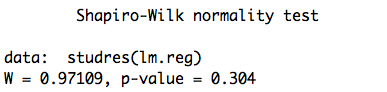 Shapiro-Wilk normality test
data:  studres(lm.reg)
W = 0.97109, p-value = 0.304